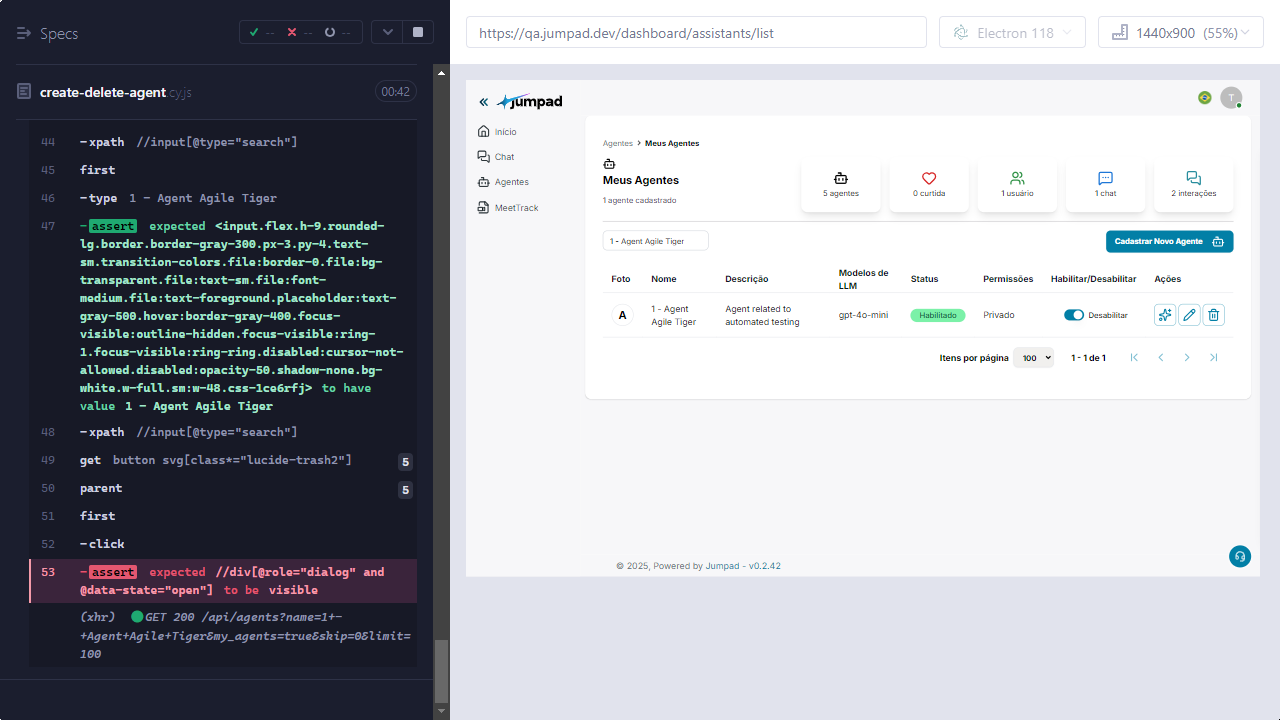 Specs
--
--
--
https://qa.jumpad.dev/dashboard/assistants/list
Electron 118
1440x900 (55%)
create-delete-agent.cy.js
00:42
44 -xpath //input[@type="search"]
45 first
46 -type 1 - Agent Agile Tiger
47 -assert expected <input.flex.h-9.rounded-
lg.border.border-gray-300.px-3.py-4.text-
sm.transition-colors.file:border-0.file:bg-
transparent.file:text-sm.file:font-
medium.file:text-foreground.placeholder:text-
gray-500.hover:border-gray-400.focus-
visible:outline-hidden.focus-visible:ring-
1.focus-visible:ring-ring.disabled:cursor-not-
allowed.disabled:opacity-50.shadow-none.bg-
white.w-full.sm:w-48.css-1ce6rfj> to have
value 1 - Agent Agile Tiger
48 -xpath //input[@type="search"]
49 get button svg[class*="lucide-trash2"] 5
50 parent 5
51 first
52 -click
53 -assert expected //div[@role="dialog" and
@data-state="open"] to be visible
(xhr) GET 200 /api/agents?name=1+-
+Agent+Agile+Tiger&my_agents=true&skip=0&limit=
100
jumpad
T
Início
Chat
Agentes
MeetTrack
Agentes > Meus Agentes
Meus Agentes
1 agente cadastrado
5 agentes
0 curtida
1 usuário
1 chat
2 interações
1 - Agent Agile Tiger
Cadastrar Novo Agente
Foto Nome Descrição Modelos de LLM Status Permissões Habilitar/Desabilitar Ações
A 1 - Agent Agile Tiger Agent related to automated testing gpt-4o-mini Habilitado Privado Desabilitar
Itens por página 100 1 - 1 de 1
© 2025, Powered by Jumpad - v0.2.42